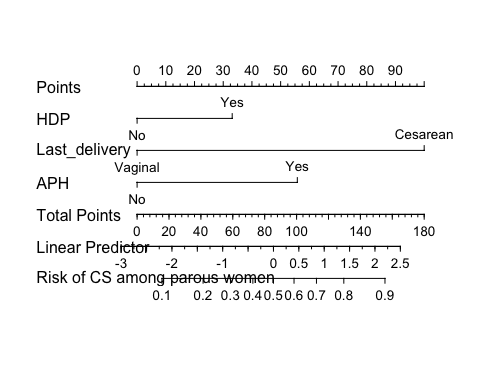 0 10 20 30 40 50 60 70 80 90
Points
Yes
HDP
No
Cesarean
Last_delivery
Vaginal
Yes
APH
No
Total Points
0 20 40 60 80 100 140 180
Linear Predictor
-3 -2 -1 0 0.5 1 1.5 2 2.5
Risk of CS among parous women
0.1 0.2 0.3 0.4 0.5 0.6 0.7 0.8 0.9